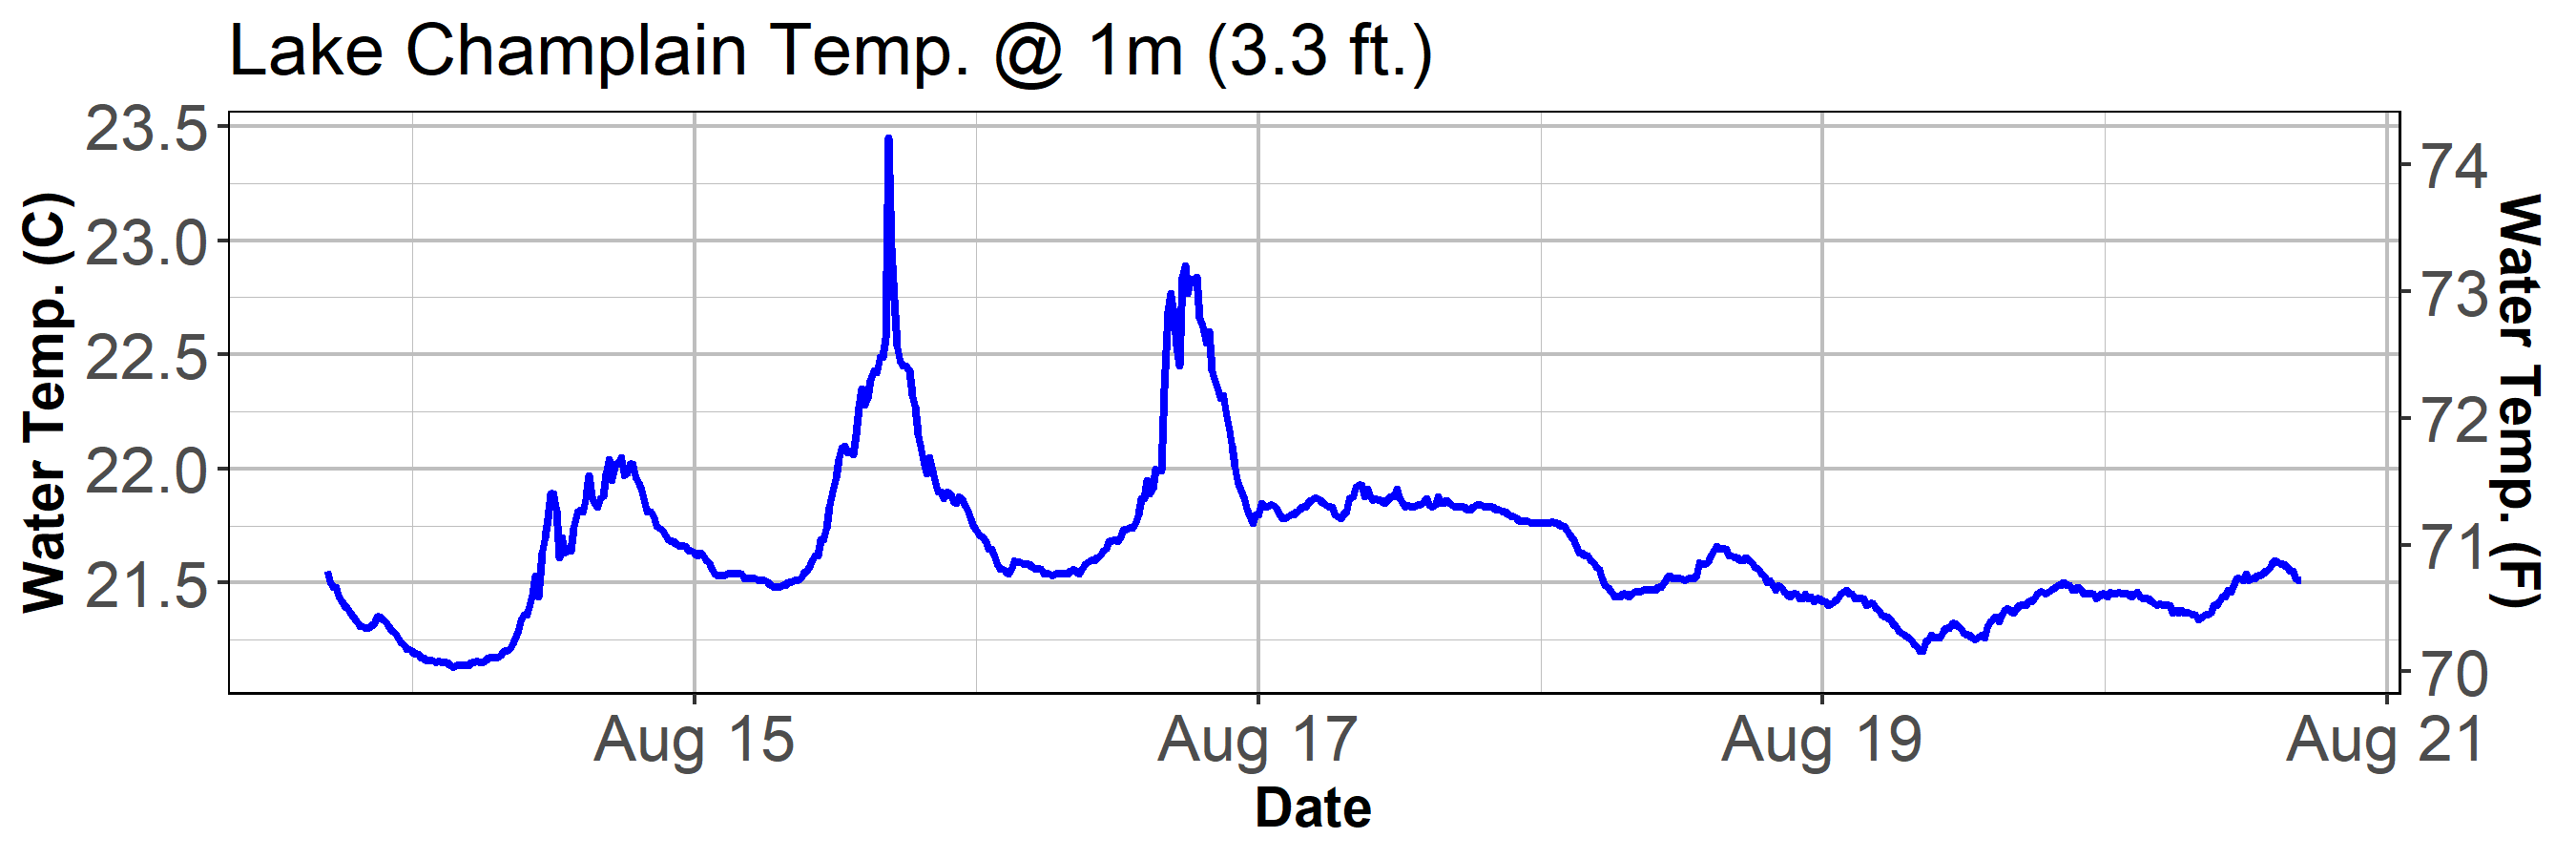 Lake Champlain Temp. @ 1m (3.3 ft.)
Water Temp. (C)
23.5
23.0
22.5
22.0
21.5
74
73
72
71
70
Water Temp. (F)
Aug 15
Aug 17
Aug 19
Aug 21
Date